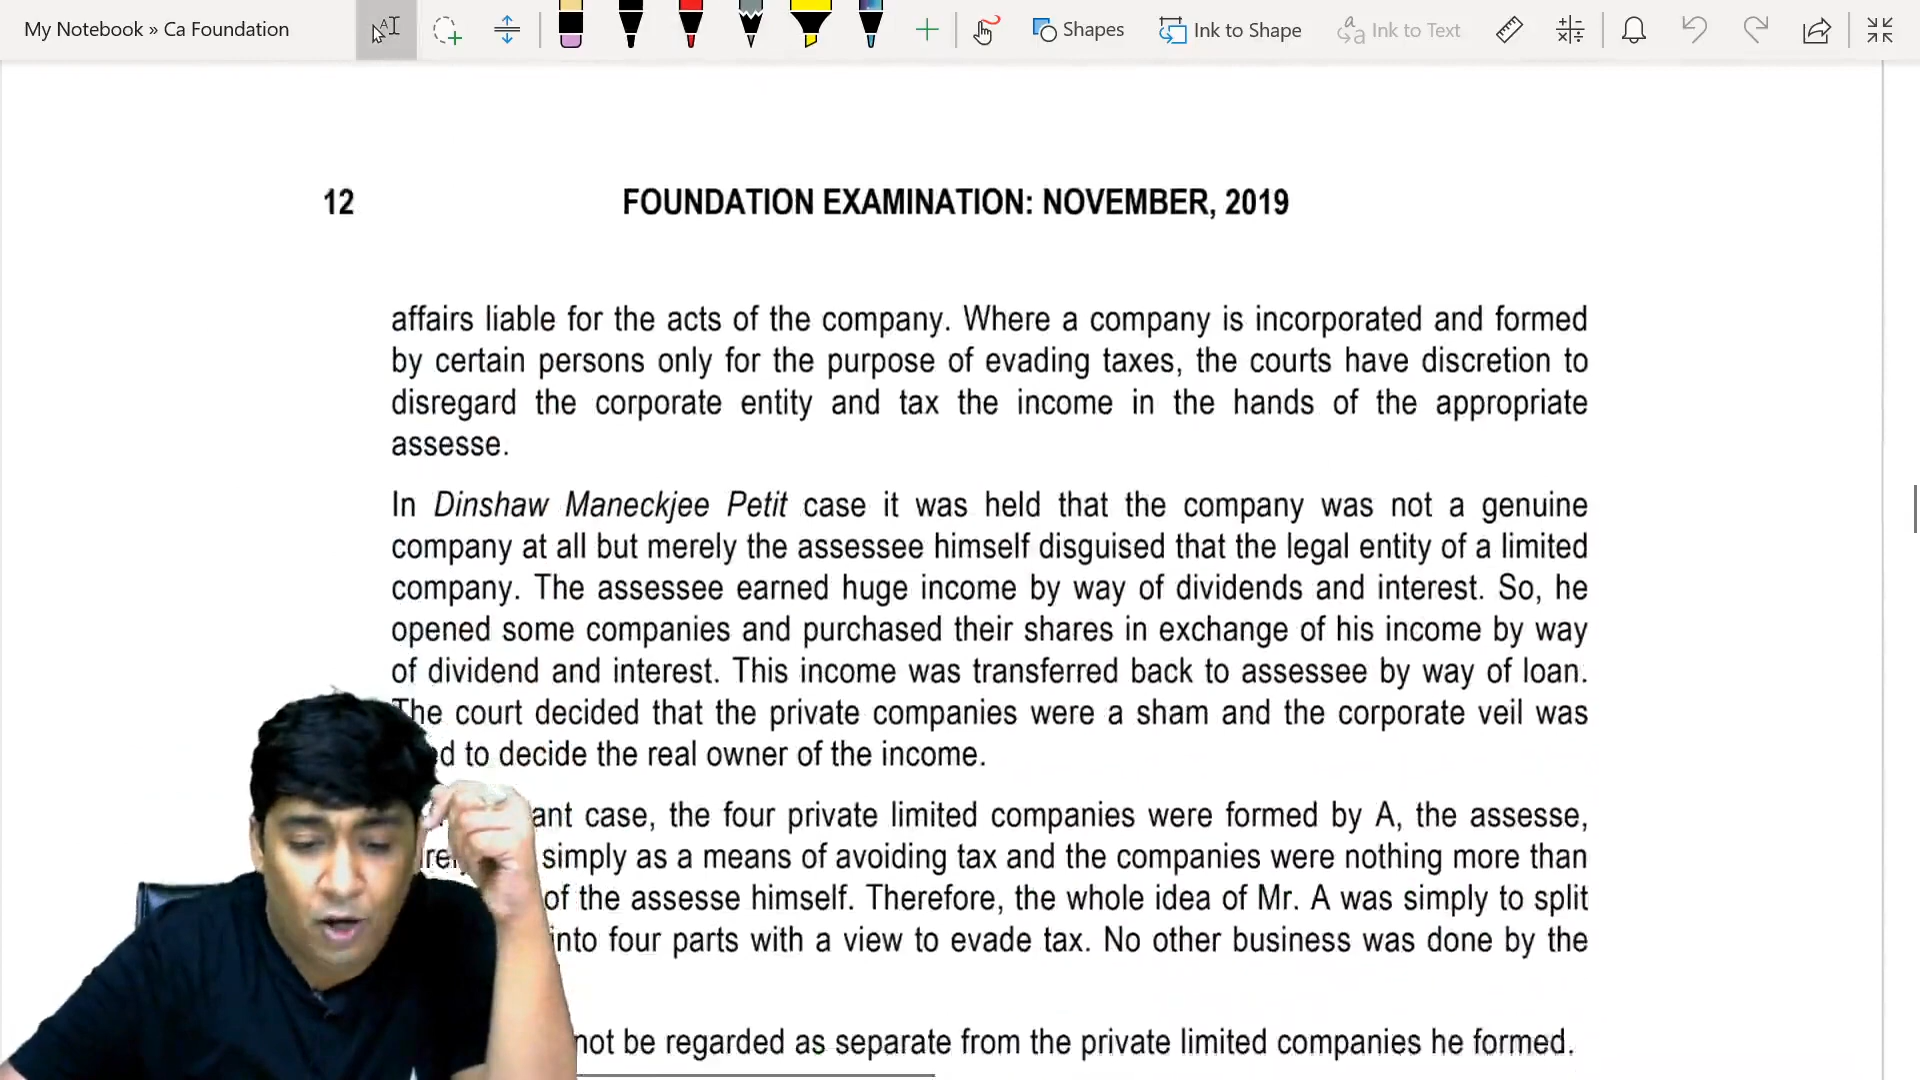 My Notebook » Ca Foundation
Shapes
Ink to Shape
Ink to Text
12 FOUNDATION EXAMINATION: NOVEMBER, 2019
affairs liable for the acts of the company. Where a company is incorporated and formed
by certain persons only for the purpose of evading taxes, the courts have discretion to
disregard the corporate entity and tax the income in the hands of the appropriate
assesse.
In Dinshaw Maneckjee Petit case it was held that the company was not a genuine
company at all but merely the assessee himself disguised that the legal entity of a limited
company. The assessee earned huge income by way of dividends and interest. So, he
opened some companies and purchased their shares in exchange of his income by way
of dividend and interest. This income was transferred back to assessee by way of loan.
The court decided that the private companies were a sham and the corporate veil was
to decide the real owner of the income.
case, the four private limited companies were formed by A, the assesse,
simply as a means of avoiding tax and the companies were nothing more than
of the assesse himself. Therefore, the whole idea of Mr. A was simply to split
into four parts with a view to evade tax. No other business was done by the
not be regarded as separate from the private limited companies he formed.